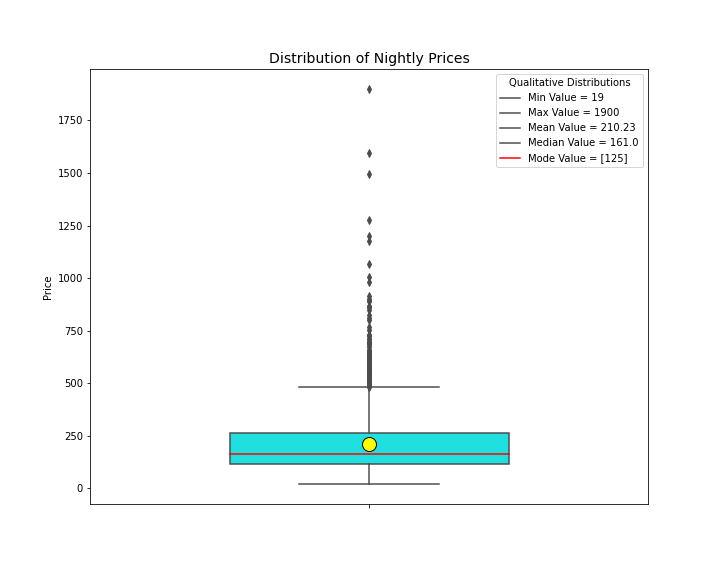 Distribution of Nightly Prices
Qualitative Distributions
Min Value = 19
Max Value = 1900
Mean Value = 210.23
Median Value = 161.0
Mode Value = [125]
Price
1750
1500
1250
1000
750
500
250
0